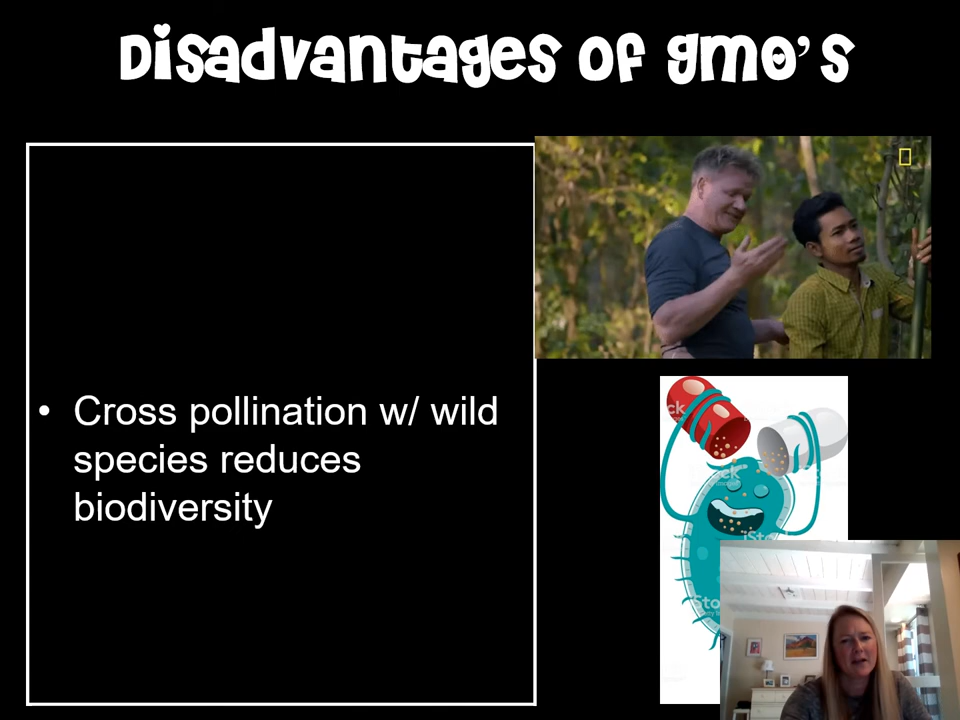 Disadvantages of GMO's
• Cross pollination w/ wild
species reduces
biodiversity